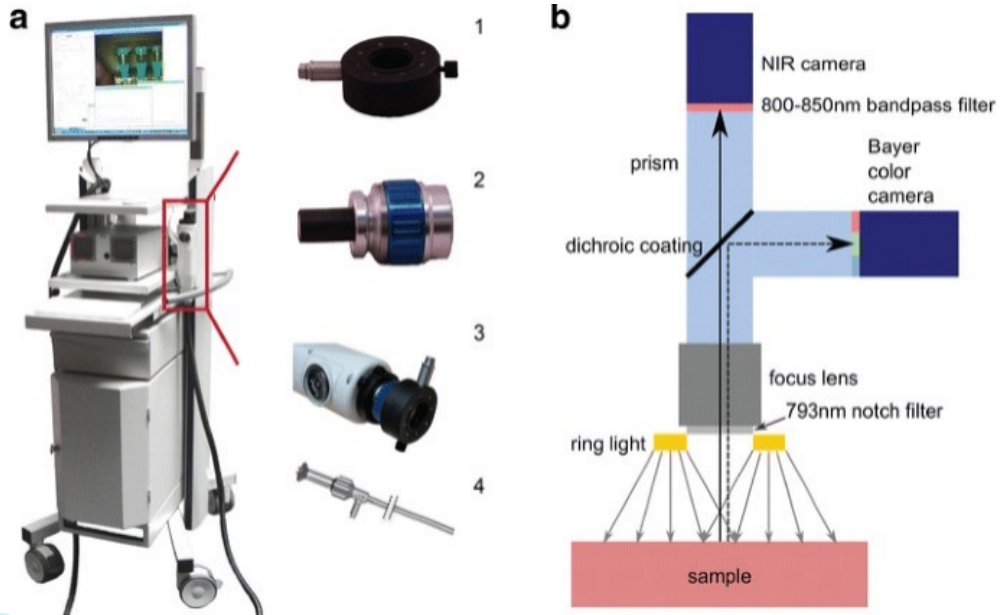 a
1
2
3
4
b
NIR camera
800-850nm bandpass filter
prism
Bayer
color
camera
dichroic coating
focus lens
793nm notch filter
ring light
sample